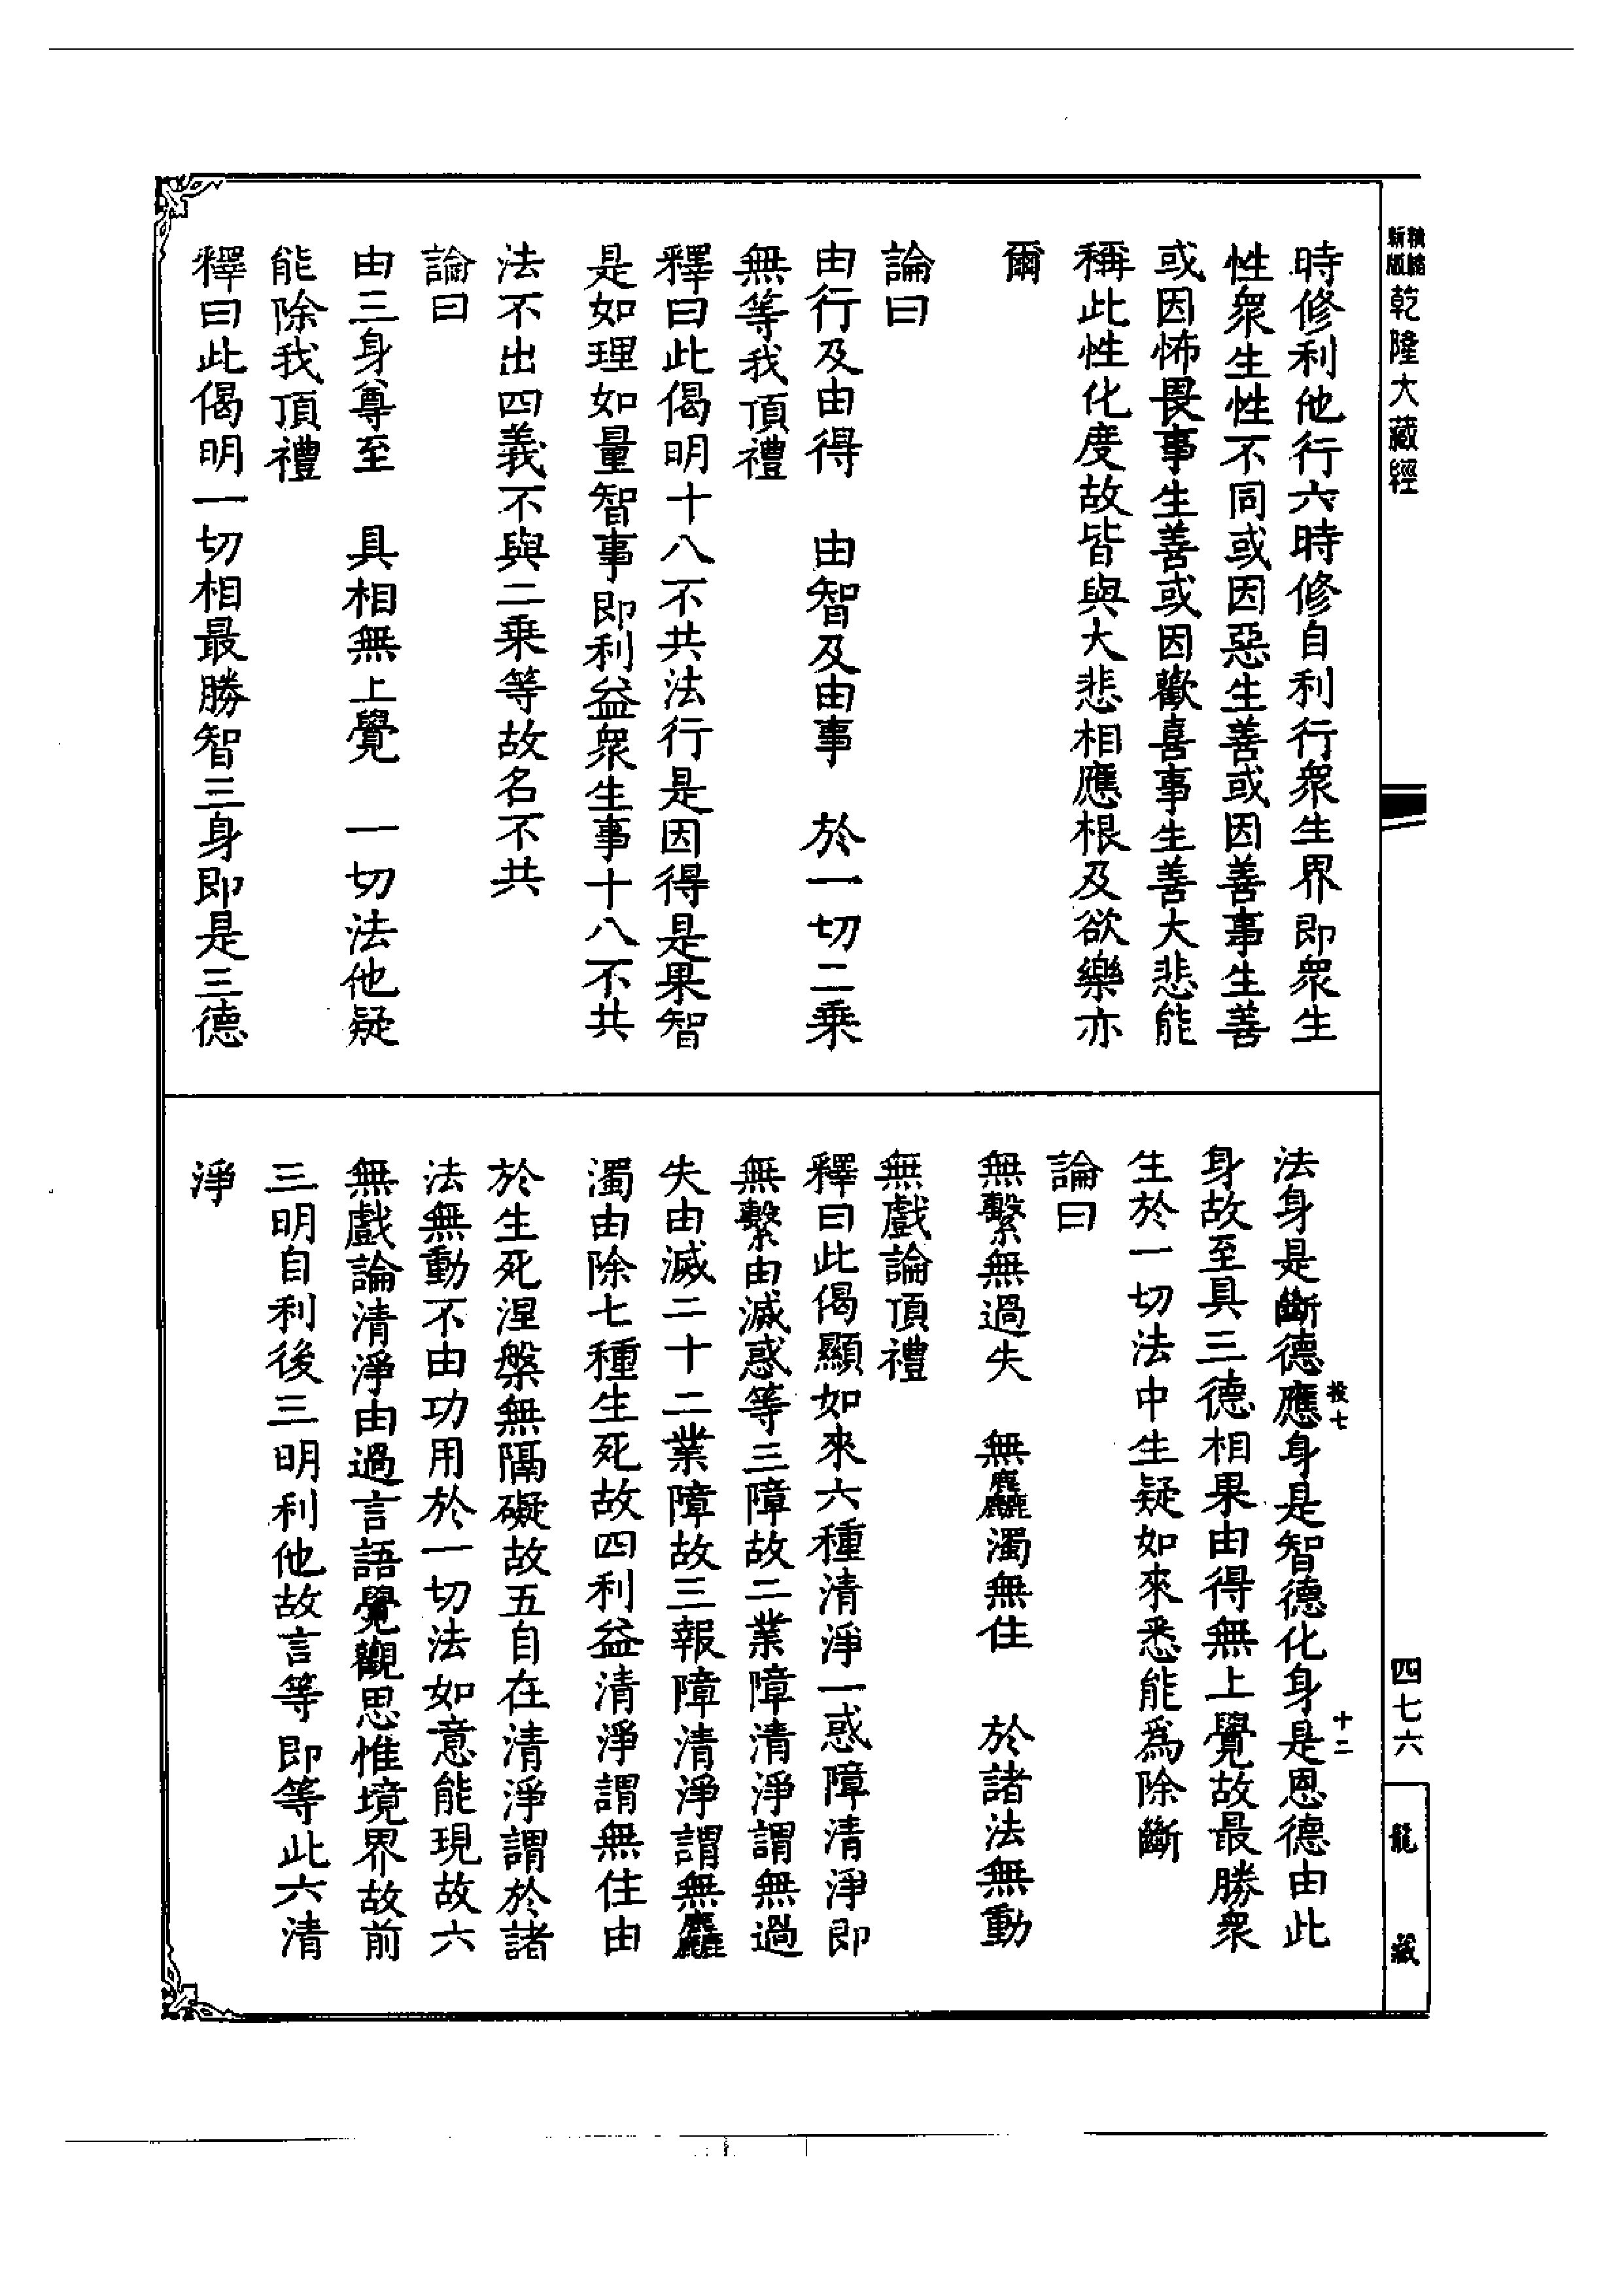 精縮新版乾隆大藏經
時修利他行六時修自利行衆生界即衆生
性衆生性不同或因惡生善或因善事生善
或因怖畏事生善或因歡喜事生善大悲能
稱此性化度故皆與大悲相應根及欲樂亦
爾
論曰
由行及由得　由智及由事　於一切二乘
無等我頂禮
釋曰此偈明十八不共法行是因得是果智
是如理如量智事即利益衆生事十八不共
法不出四義不與二乘等故名不共
論曰
由三身尊至　具相無上覺　一切法他疑
能除我頂禮
釋曰此偈明一切相最勝智三身即是三德
法身是斷德應身是智德化身是恩德由此
身故至具三德相果由得無上覺故最勝衆
生於一切法中生疑如來悉能爲除斷
論曰
無繫無過失　無麤濁無住　於諸法無動
無戲論頂禮
釋曰此偈顯如來六種清淨一惑障清淨即
無繫由滅惑等三障故二業障清淨謂無過
失由滅二十二業障故三報障清淨謂無麤
濁由除七種生死故四利益清淨謂無住由
於生死涅槃無隔礙故五自在清淨謂於諸
法無動不由功用於一切法如意能現故六
無戲論清淨由過言語覺觀思惟境界故前
三明自利後三明利他故言等即等此六清
淨
投七
十二
四七六
龍藏